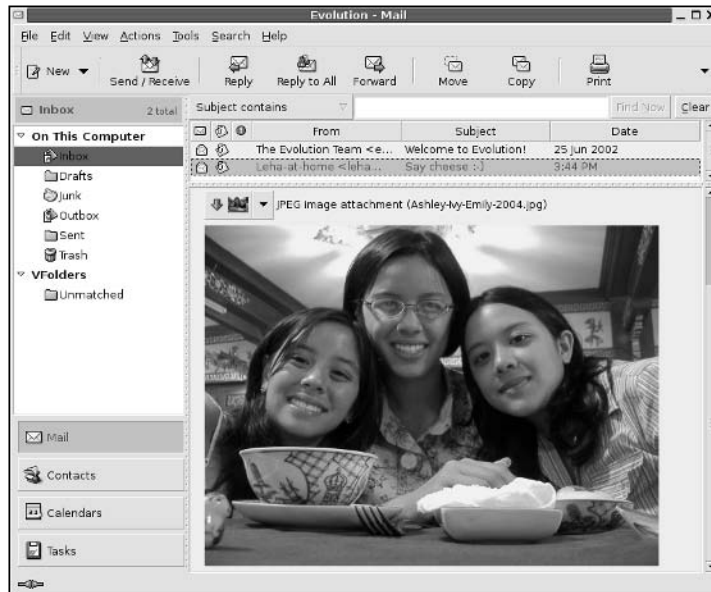 Evolution - Mail
File Edit View Actions Tools Search Help
New Send / Receive Reply Reply to All Forward Move Copy Print
Inbox 2 total
Subject contains Find Now Clear
On This Computer
From Subject Date
Inbox
The Evolution Team <e... Welcome to Evolution! 25 Jun 2002
Drafts
Leha-at-home <leha... Say cheese :-) 3:44 PM
Junk
Outbox
JPEG image attachment (Ashley-Ivy-Emily-2004.jpg)
Sent
Trash
VFolders
Unmatched
Mail
Contacts
Calendars
Tasks